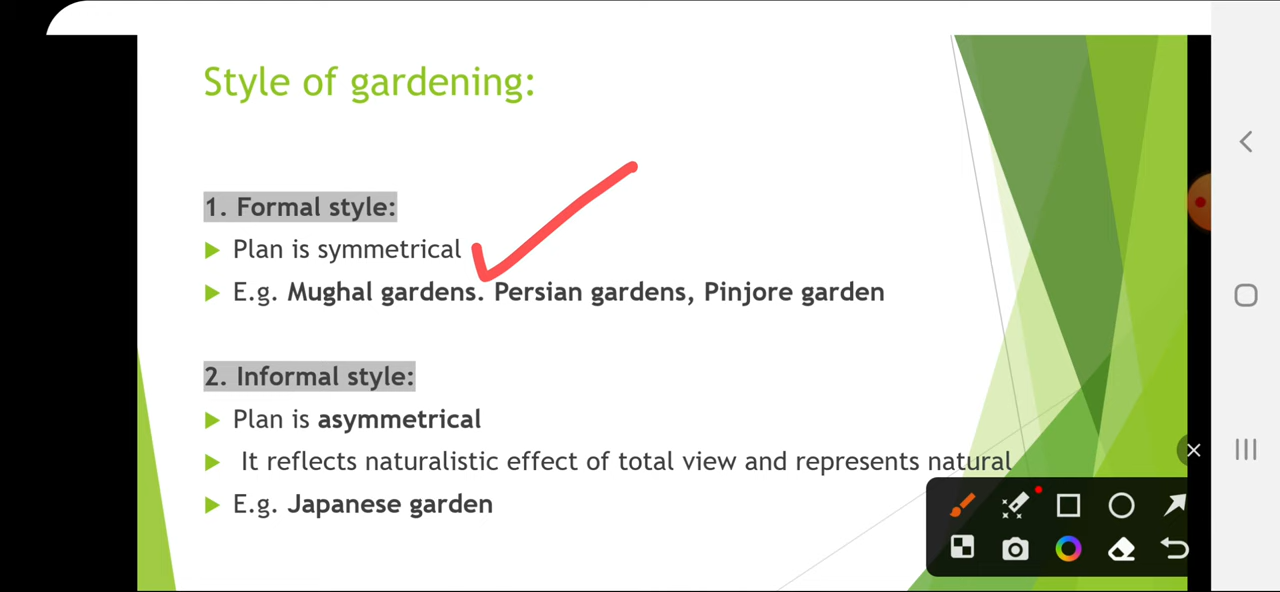 Style of gardening:
1. Formal style:
Plan is symmetrical
E.g. Mughal gardens. Persian gardens, Pinjore garden
2. Informal style:
Plan is asymmetrical
It reflects naturalistic effect of total view and represents natural
E.g. Japanese garden